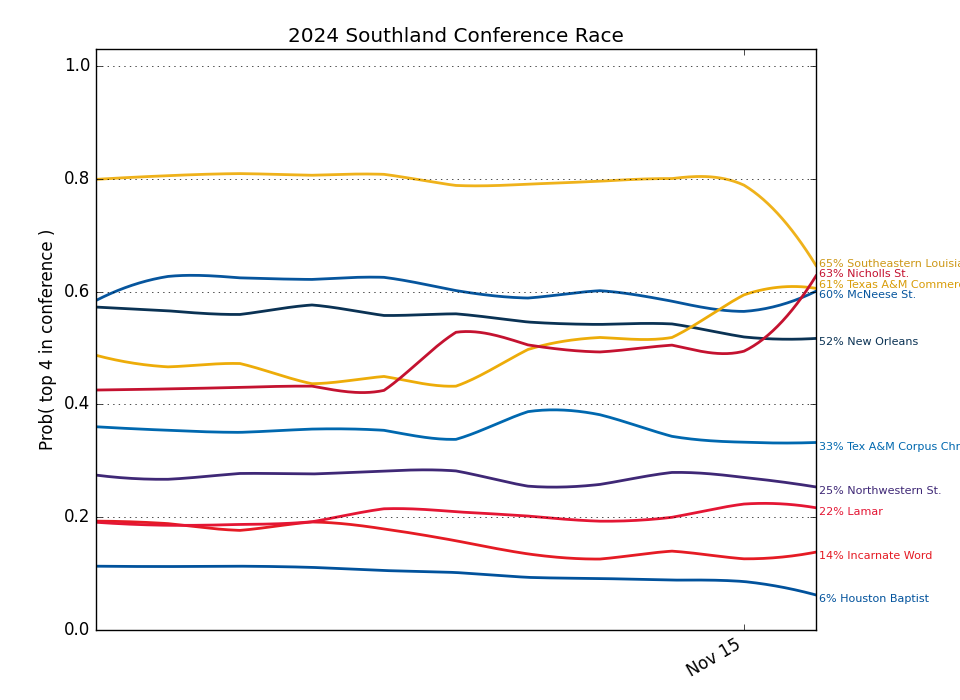 2024 Southland Conference Race
Prob( top 4 in conference )
1.0
0.8
0.6
0.4
0.2
0.0
Nov 15
65% Southeastern Louisia
63% Nicholls St.
61% Texas A&M Commerc
60% McNeese St.
52% New Orleans
33% Tex A&M Corpus Chr
25% Northwestern St.
22% Lamar
14% Incarnate Word
6% Houston Baptist